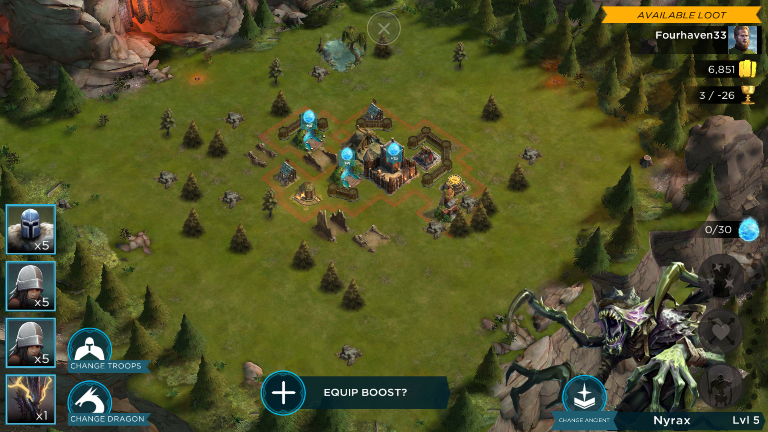 AVAILABLE LOOT
Fourhaven33
6,851
3 / -26
0/30
x5
x5
x5
x1
CHANGE TROOPS
CHANGE DRAGON
EQUIP BOOST?
CHANGE ANCIENT
Nyrax
Lvl 5